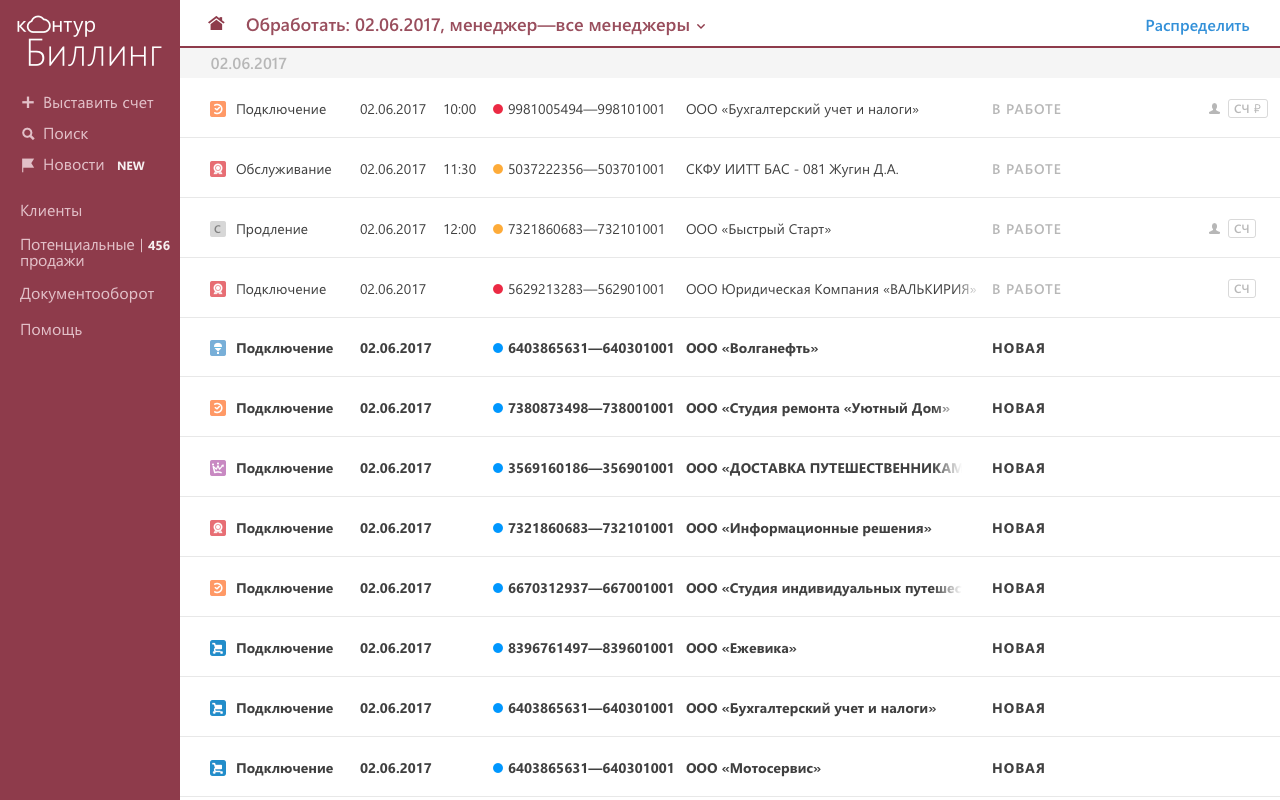 контур
Биллинг
Выставить счет
Поиск
Новости NEW
Клиенты
Потенциальные | 456
продажи
Документооборот
Помощь
Обработать: 02.06.2017, менеджер—все менеджеры
Распределить
02.06.2017
Подключение 02.06.2017 10:00 9981005494—998101001 ООО «Бухгалтерский учет и налоги» В РАБОТЕ СЧ ₽
Обслуживание 02.06.2017 11:30 5037222356—503701001 СКФУ ИИТТ БАС - 081 Жугин Д.А. В РАБОТЕ
С Продление 02.06.2017 12:00 7321860683—732101001 ООО «Быстрый Старт» В РАБОТЕ СЧ
Подключение 02.06.2017 5629213283—562901001 ООО Юридическая Компания «ВАЛЬКИРИЯ» В РАБОТЕ СЧ
Подключение 02.06.2017 6403865631—640301001 ООО «Волганефть» НОВАЯ
Подключение 02.06.2017 7380873498—738001001 ООО «Студия ремонта «Уютный Дом» НОВАЯ
Подключение 02.06.2017 3569160186—356901001 ООО «ДОСТАВКА ПУТЕШЕСТВЕННИКАМ НОВАЯ
Подключение 02.06.2017 7321860683—732101001 ООО «Информационные решения» НОВАЯ
Подключение 02.06.2017 6670312937—667001001 ООО «Студия индивидуальных путешес НОВАЯ
Подключение 02.06.2017 8396761497—839601001 ООО «Ежевика» НОВАЯ
Подключение 02.06.2017 6403865631—640301001 ООО «Бухгалтерский учет и налоги» НОВАЯ
Подключение 02.06.2017 6403865631—640301001 ООО «Мотосервис» НОВАЯ